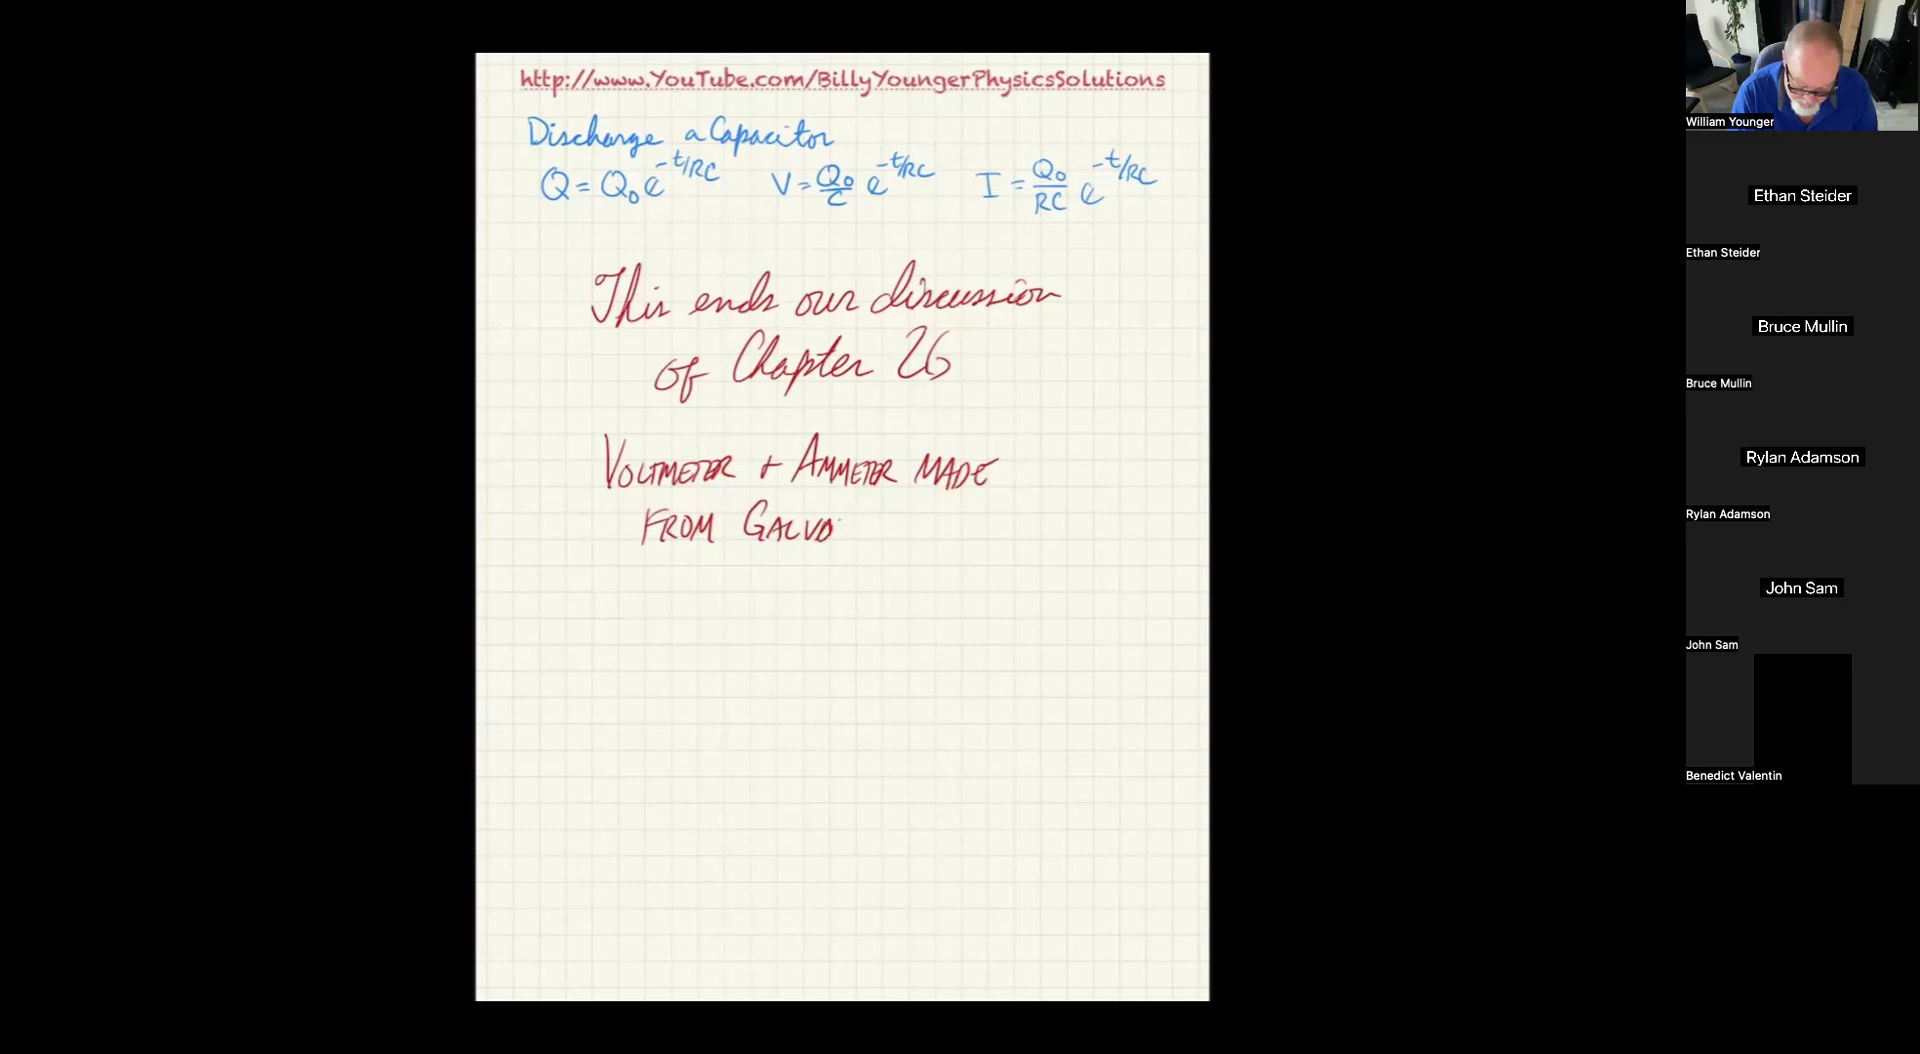 http://www.YouTube.com/BillyYoungerPhysicsSolutions
Discharge a Capacitor
Q = Q₀e^(-t/RC) V = Q₀/C e^(-t/RC) I = Q₀/RC e^(-t/RC)
This ends our discussion
of Chapter 26
VOLTMETER + AMMETER MADE
FROM GALVO
William Younger
Ethan Steider
Ethan Steider
Bruce Mullin
Bruce Mullin
Rylan Adamson
Rylan Adamson
John Sam
John Sam
Benedict Valentin